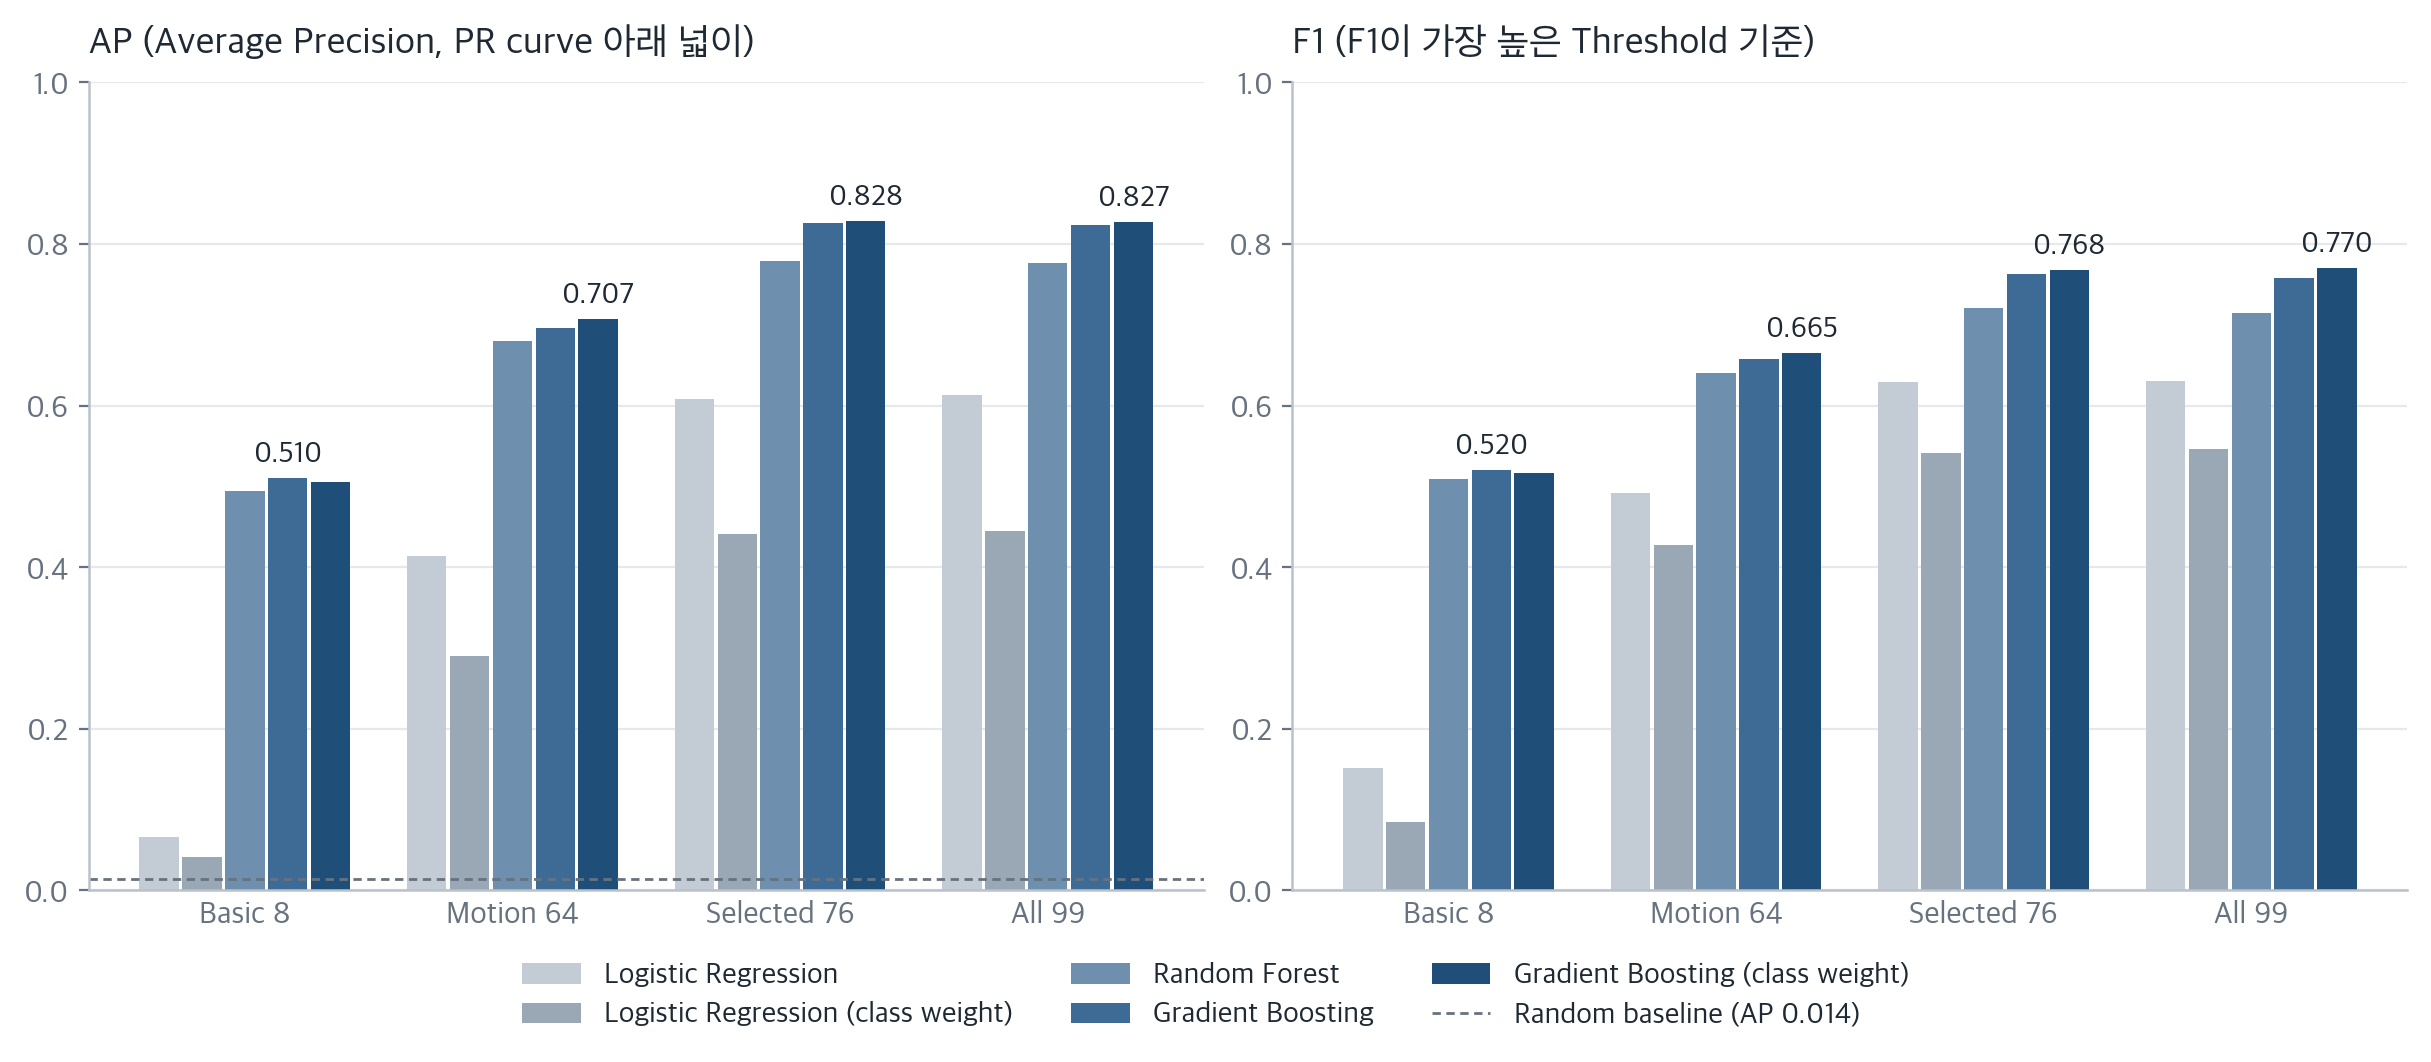 AP (Average Precision, PR curve 아래 넓이)
1.0
0.8
0.6
0.4
0.2
0.0
0.510
0.707
0.828
0.827
Basic 8
Motion 64
Selected 76
All 99
F1 (F1이 가장 높은 Threshold 기준)
1.0
0.8
0.6
0.4
0.2
0.0
0.520
0.665
0.768
0.770
Basic 8
Motion 64
Selected 76
All 99
Logistic Regression
Logistic Regression (class weight)
Random Forest
Gradient Boosting
Gradient Boosting (class weight)
Random baseline (AP 0.014)